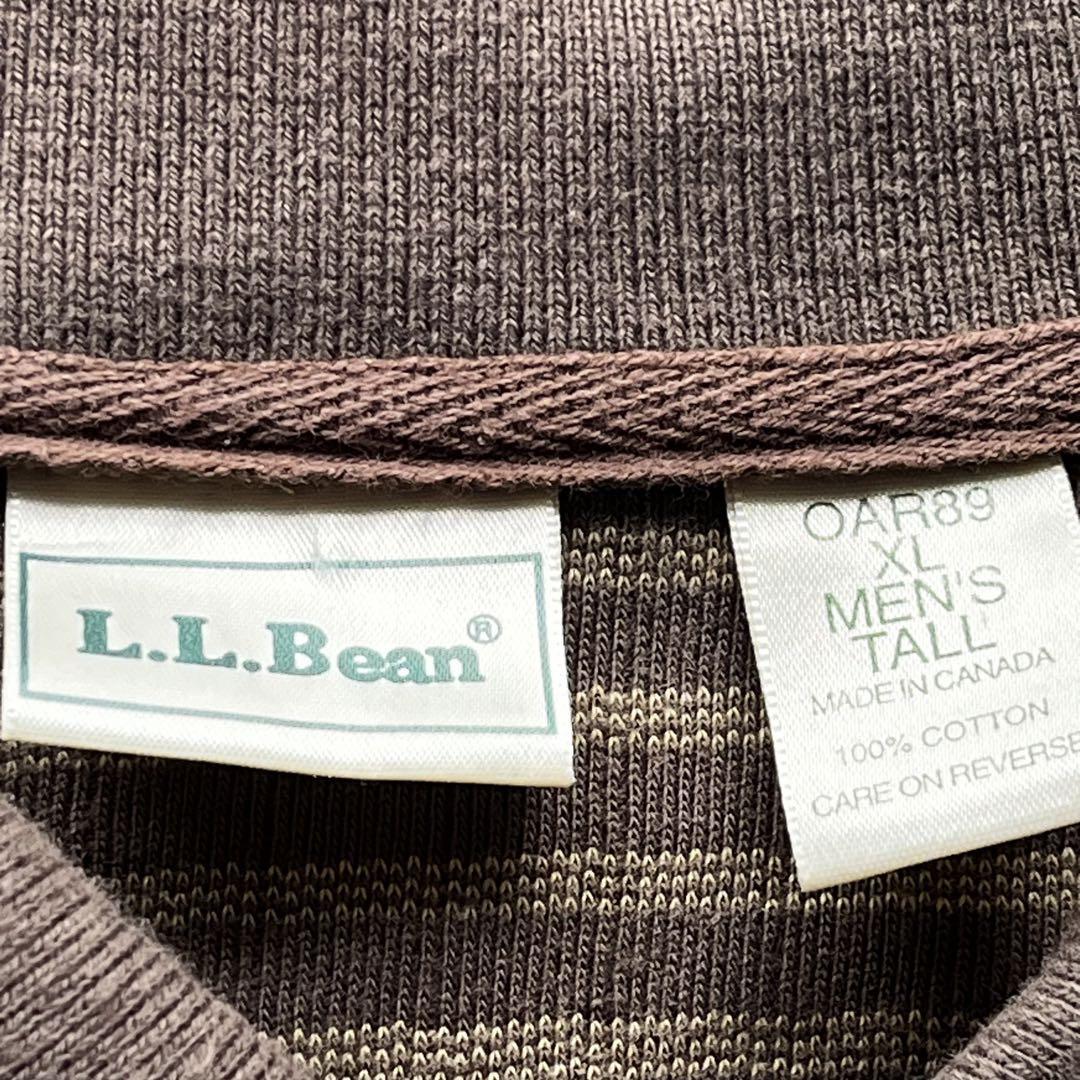 L.L.Bean®
OAR89
XL
MEN'S
TALL
MADE IN CANADA
100% COTTON
CARE ON REVERSE